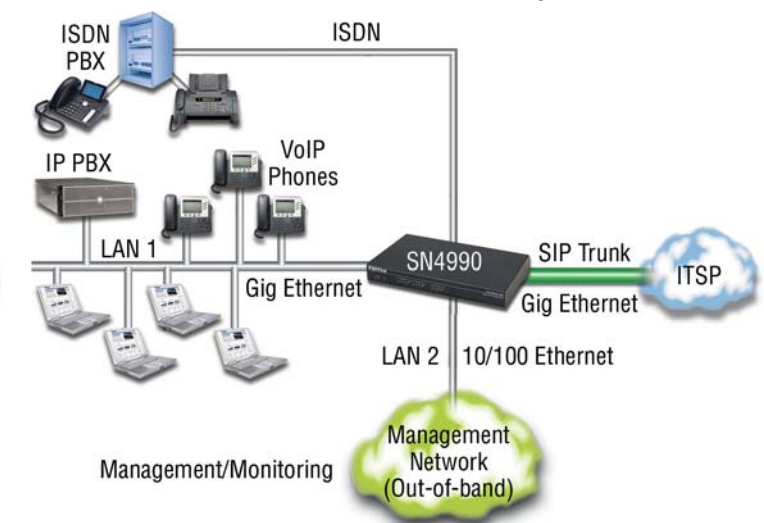 ISDN
ISDN
PBX
IP PBX
VoIP
Phones
LAN 1
Gig Ethernet
SN4990
SIP Trunk
ITSP
Gig Ethernet
LAN 2
10/100 Ethernet
Management
Network
(Out-of-band)
Management/Monitoring